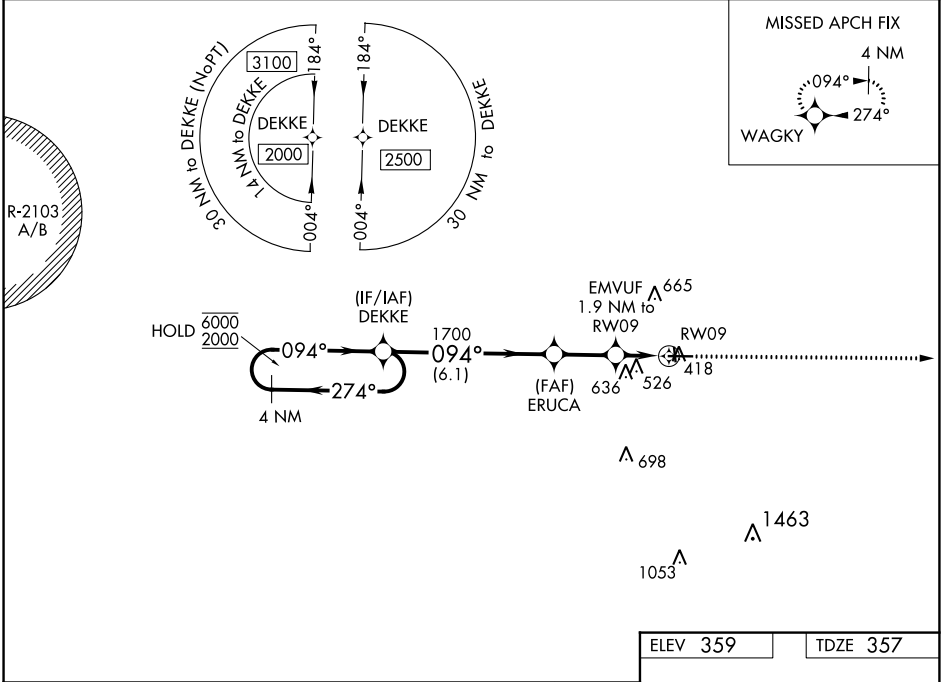 MISSED APCH FIX
4 NM
094°
274°
WAGKY
30 NM to DEKKE (NoPT)
14 NM to DEKKE
3100
184°
DEKKE
2000
004°
184°
DEKKE
2500
004°
30 NM to DEKKE
R-2103
A/B
HOLD
6000
2000
094°
274°
4 NM
(IF/IAF)
DEKKE
1700
094°
(6.1)
(FAF)
ERUCA
EMVUF
1.9 NM to
RW09
665
RW09
418
636
526
698
1463
1053
ELEV 359
TDZE 357